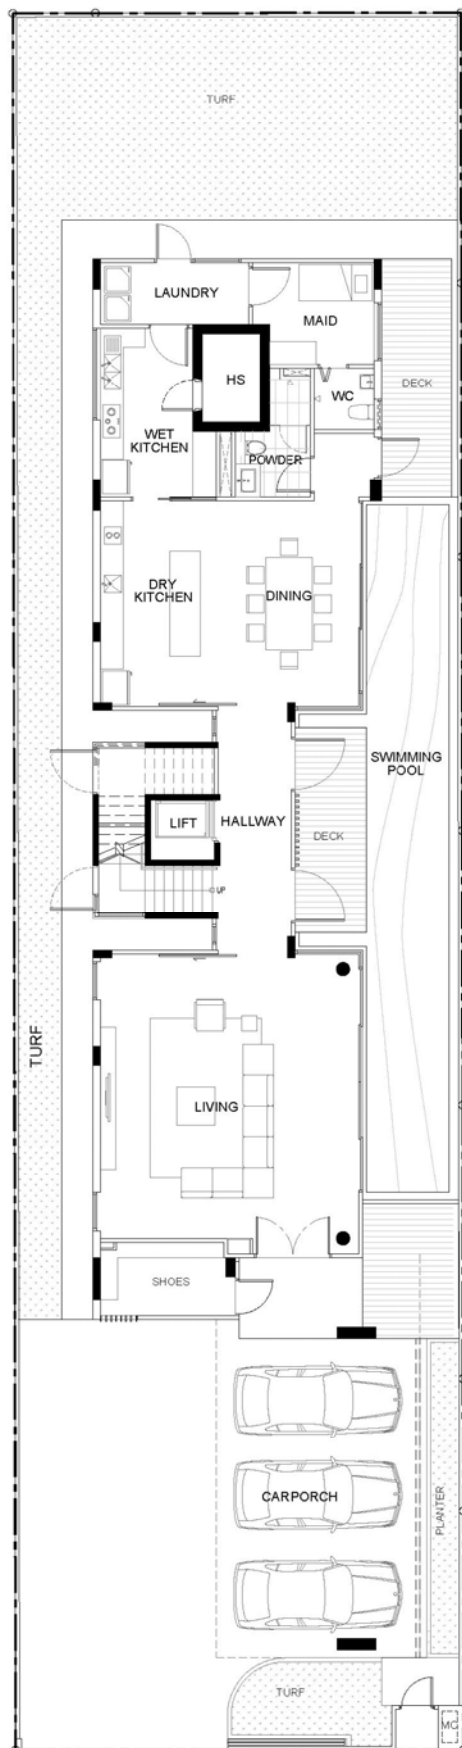 TURF
LAUNDRY
MAID
HS
WC
DECK
WET
KITCHEN
POWDER
DRY
KITCHEN
DINING
SWIMMING
POOL
LIFT
HALLWAY
DECK
UP
TURF
LIVING
SHOES
CARPORCH
PLANTER
TURF
MC